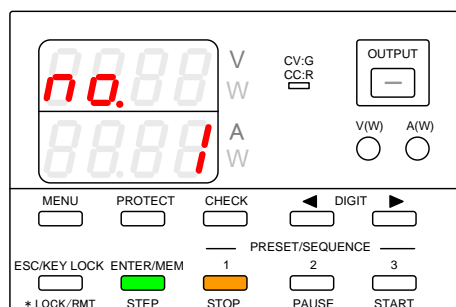 V
no.
W
CV:G
CC:R
OUTPUT
A
1
W
V(W) A(W)
MENU PROTECT CHECK ◀ DIGIT ▶
PRESET/SEQUENCE
ESC/KEY LOCK ENTER/MEM 1 2 3
* LOCK/RMT STEP STOP PAUSE START